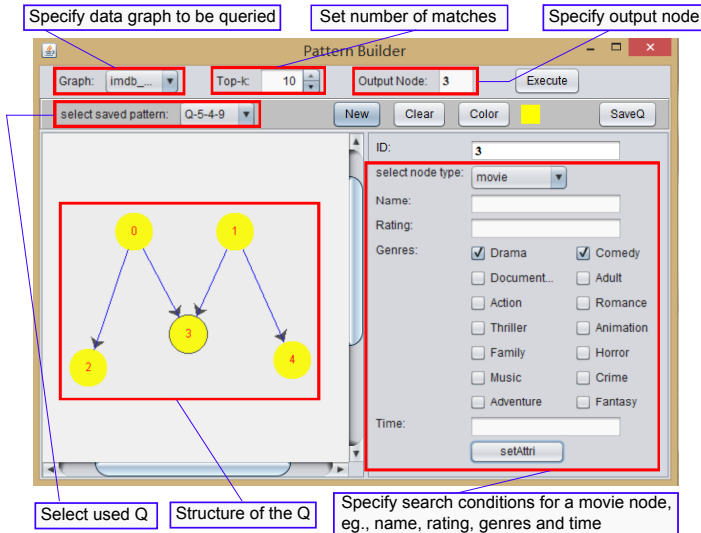 Specify data graph to be queried
Set number of matches
Specify output node
Pattern Builder
Graph: imdb_... Top-k: 10 Output Node: 3 Execute
select saved pattern: Q-5-4-9 New Clear Color SaveQ
ID: 3
select node type: movie
Name:
Rating:
Genres: Drama Comedy
Document... Adult
Action Romance
Thriller Animation
Family Horror
Music Crime
Adventure Fantasy
Time:
setAttri
0 1
3
2 4
Select used Q
Structure of the Q
Specify search conditions for a movie node,
eg., name, rating, genres and time